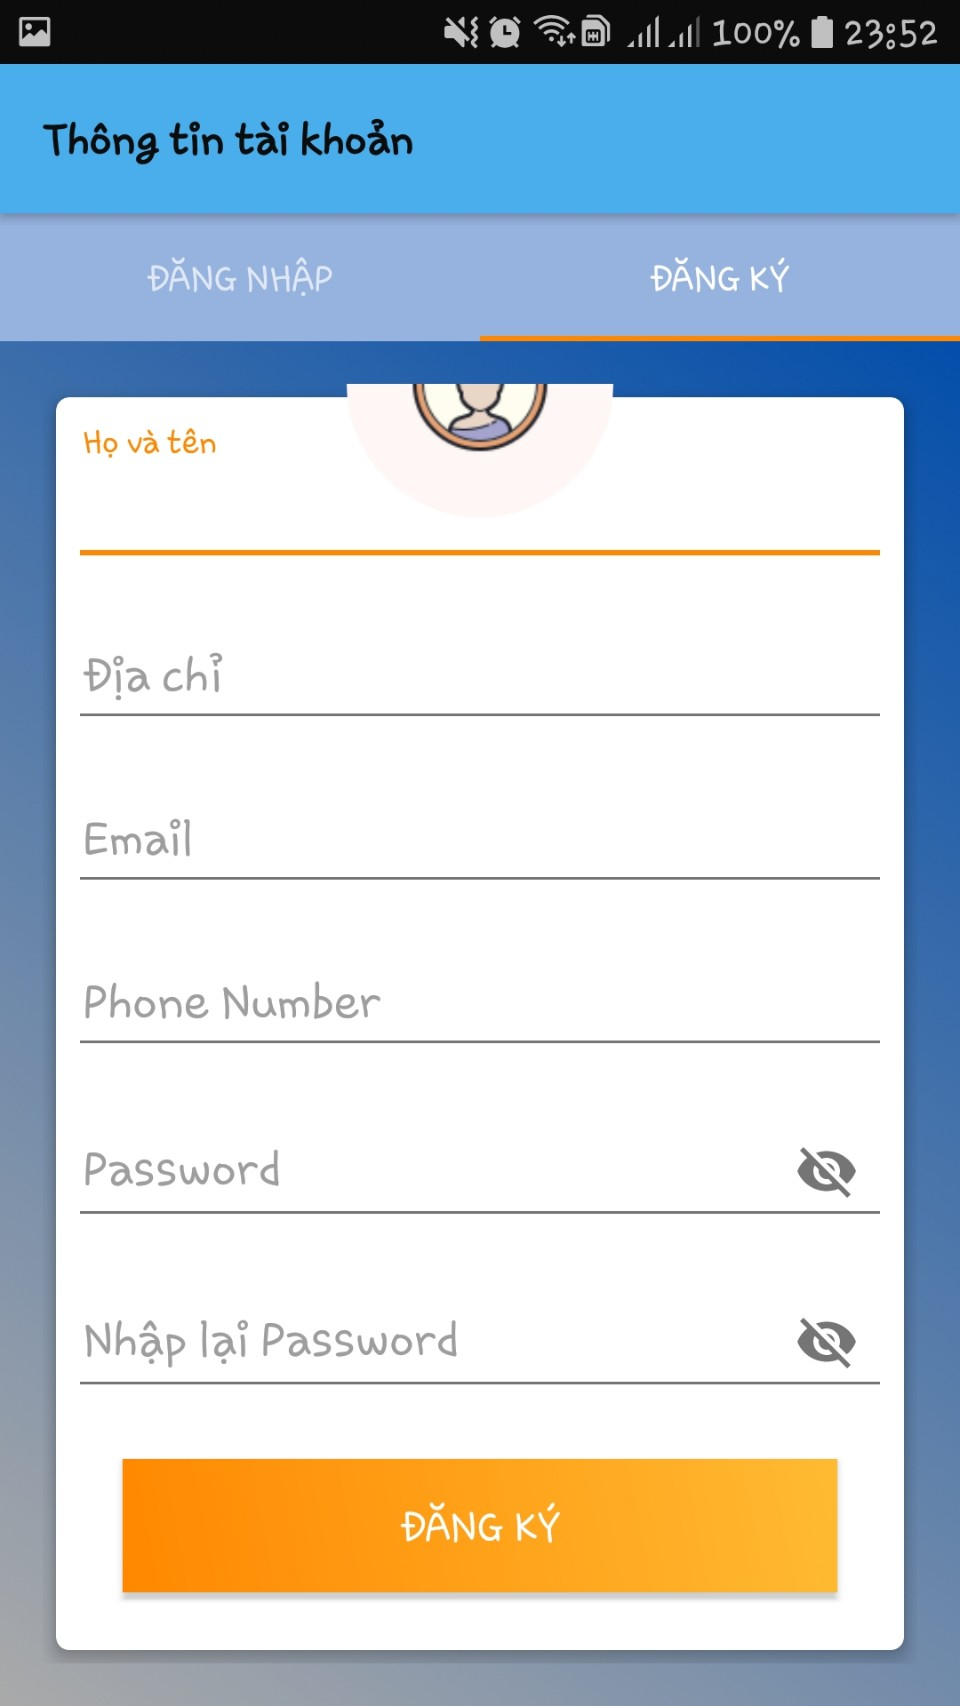 100% 23:52
Thông tin tài khoản
ĐĂNG NHẬP ĐĂNG KÝ
Họ và tên
Địa chỉ
Email
Phone Number
Password
Nhập lại Password
ĐĂNG KÝ